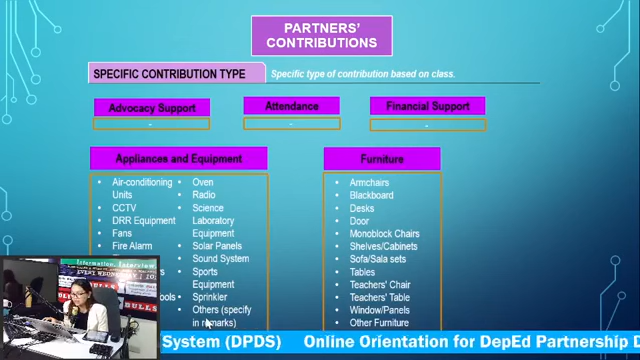 PARTNERS'
CONTRIBUTIONS
SPECIFIC CONTRIBUTION TYPE
Specific type of contribution based on class.
Advocacy Support
-
Attendance
-
Financial Support
-
Appliances and Equipment
• Air-conditioning
Units
• CCTV
• DRR Equipment
• Fans
• Fire Alarm
• Oven
• Radio
• Science
Laboratory
Equipment
• Solar Panels
• Sound System
• Sports
Equipment
• Sprinkler
• Others (specify
in remarks)
Furniture
• Armchairs
• Blackboard
• Desks
• Door
• Monoblock Chairs
• Shelves/Cabinets
• Sofa/Sala sets
• Tables
• Teachers' Chair
• Teachers' Table
• Window/Panels
• Other Furniture
Information, Interview
System (DPDS) Online Orientation for DepEd Partnership